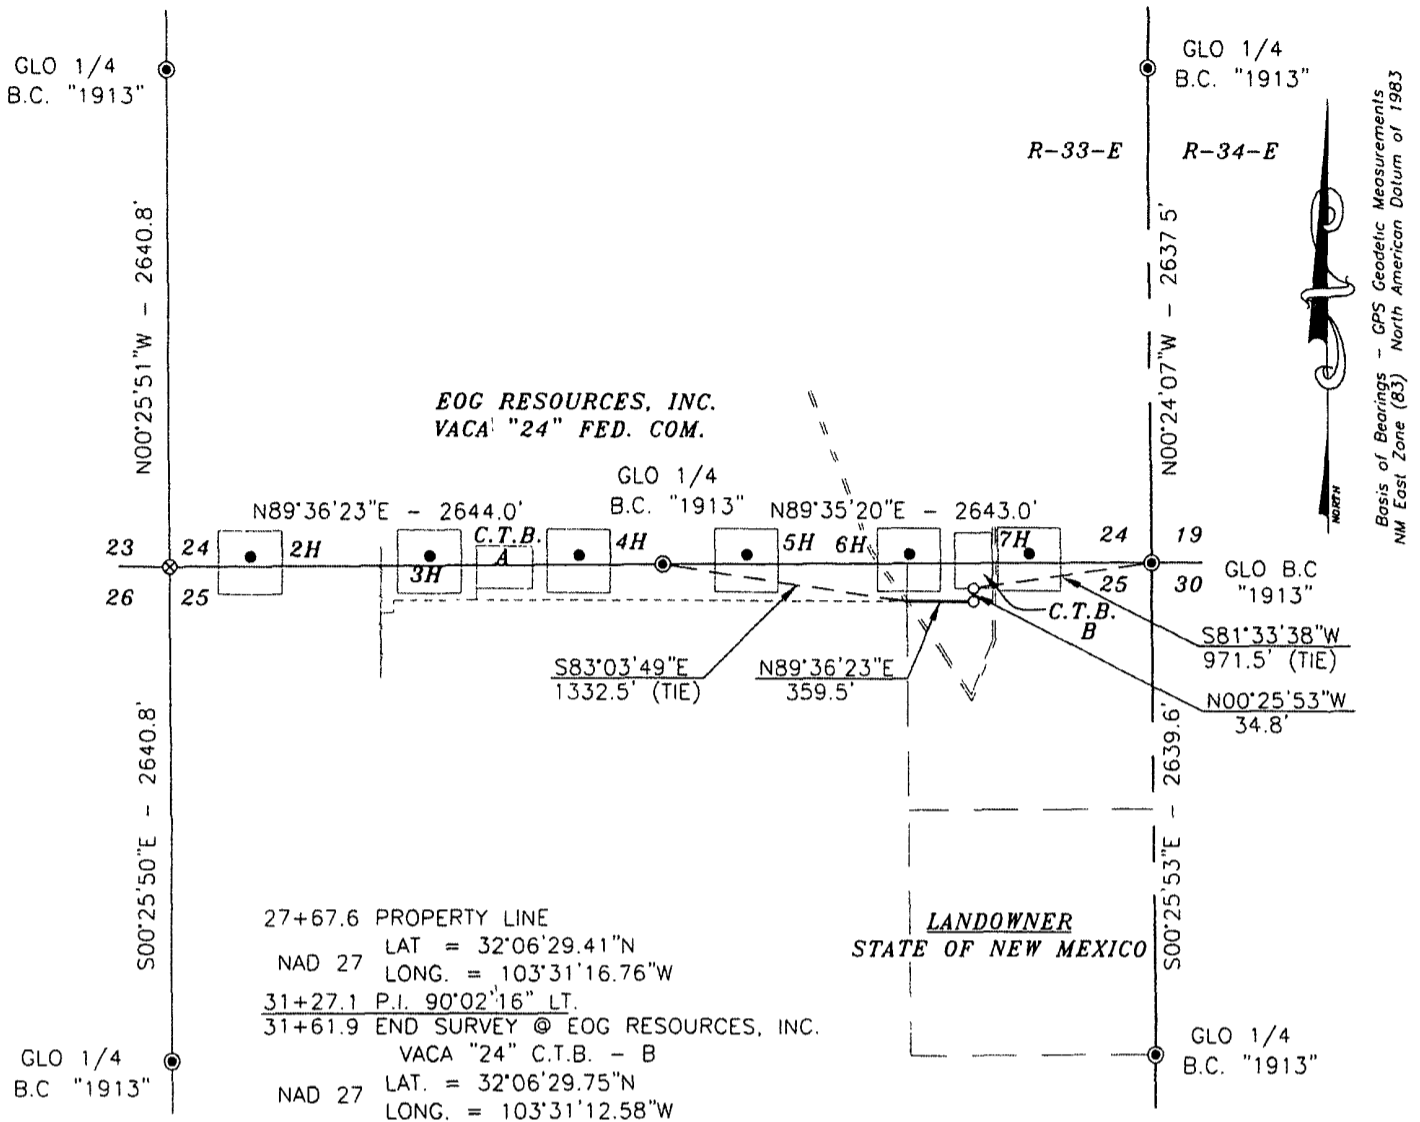 GLO 1/4
B.C. "1913"
GLO 1/4
B.C. "1913"
R-33-E
R-34-E
Basis of Bearings - GPS Geodetic Measurements
NM East Zone (83) North American Datum of 1983
NORTH
N00°25'51"W - 2640.8'
N00°24'07"W - 2637.5'
EOG RESOURCES, INC.
VACA "24" FED. COM.
GLO 1/4
B.C. "1913"
N89°36'23"E - 2644.0'
N89°35'20"E - 2643.0'
23
24
2H
3H
C.T.B.
A
4H
5H
6H
7H
24
19
26
25
25
30
GLO B.C
"1913"
C.T.B.
B
S83°03'49"E
1332.5' (TIE)
N89°36'23"E
359.5'
S81°33'38"W
971.5' (TIE)
N00°25'53"W
34.8'
S00°25'50"E - 2640.8'
S00°25'53"E - 2639.6'
27+67.6 PROPERTY LINE
LAT = 32°06'29.41"N
NAD 27
LONG. = 103°31'16.76"W
31+27.1 P.I. 90°02'16" LT.
31+61.9 END SURVEY @ EOG RESOURCES, INC.
VACA "24" C.T.B. - B
LAT. = 32°06'29.75"N
NAD 27
LONG. = 103°31'12.58"W
LANDOWNER
STATE OF NEW MEXICO
GLO 1/4
B.C "1913"
GLO 1/4
B.C. "1913"